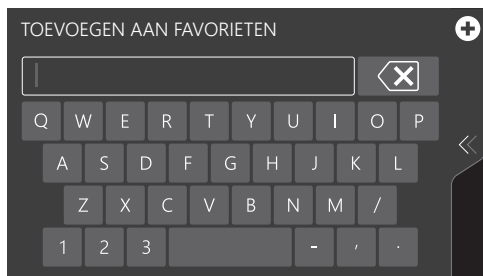 TOEVOEGEN AAN FAVORIETEN
Q W E R T Y U I O P
A S D F G H J K L
Z X C V B N M /
1 2 3 - , .